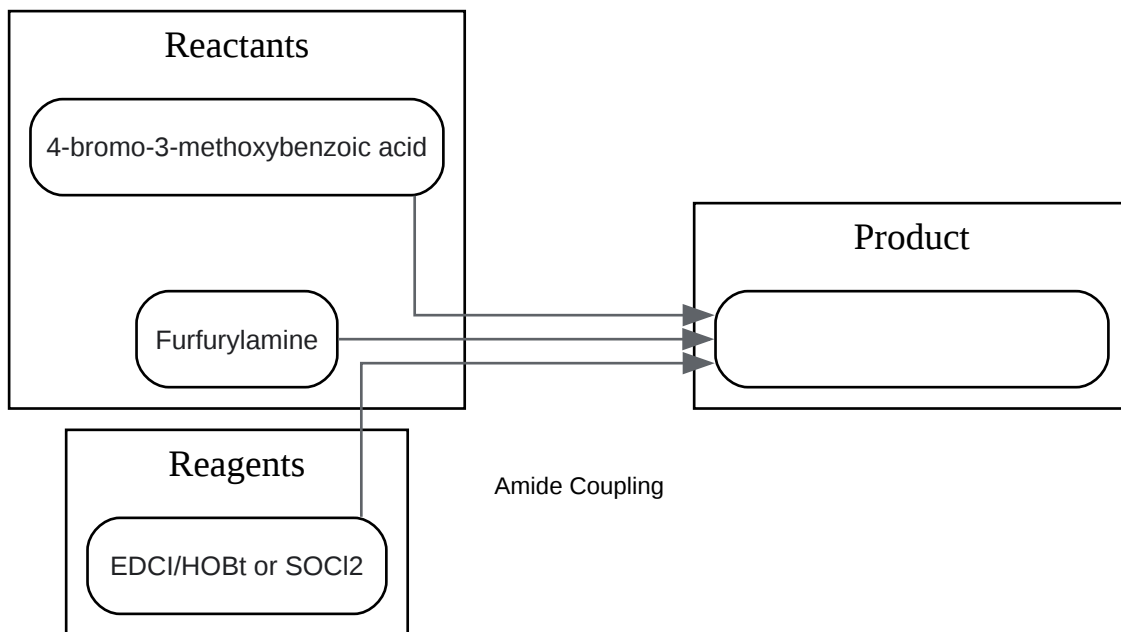 Reactants
4-bromo-3-methoxybenzoic acid
Furfurylamine
Product
Reagents
EDCI/HOBt or SOCl2
Amide Coupling